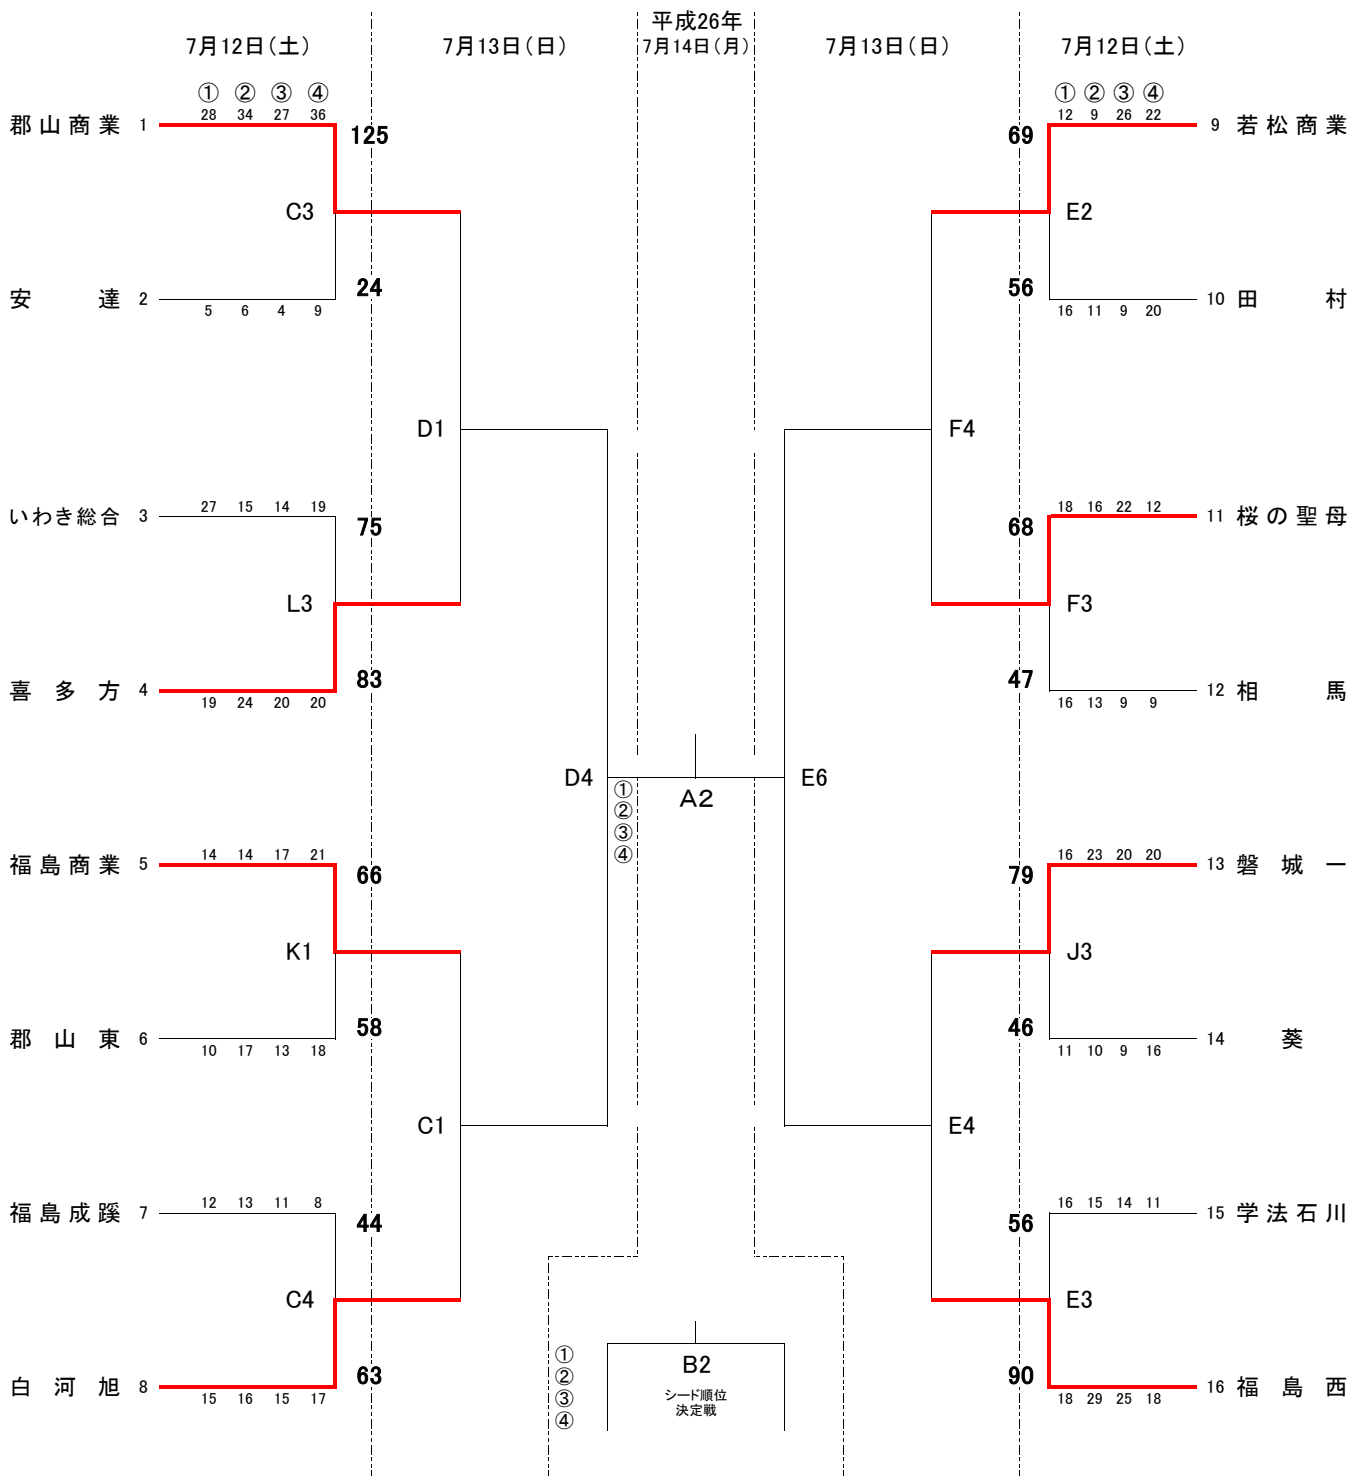 平成26年
7月12日（土） 7月13日（日） 7月14日（月） 7月13日（日） 7月12日（土）
① ② ③ ④ ① ② ③ ④
28 34 27 36 12 9 26 22
郡山商業 1 125 69 9 若松商業
C3 E2
安達 2 24 56 10 田村
5 6 4 9 16 11 9 20
D1 F4
27 15 14 19 18 16 22 12
いわき総合 3 75 68 11 桜の聖母
L3 F3
喜多方 4 83 47 12 相馬
19 24 20 20 16 13 9 9
D4 E6
① A2
②
③
④
14 14 17 21 16 23 20 20
福島商業 5 66 79 13 磐城一
K1 J3
郡山東 6 58 46 14 葵
10 17 13 18 11 10 9 16
C1 E4
12 13 11 8 16 15 14 11
福島成蹊 7 44 56 15 学法石川
C4 E3
① B2
白河旭 8 63 90 16 福島西
15 16 15 17 18 29 25 18
② シード順位
③ 決定戦
④